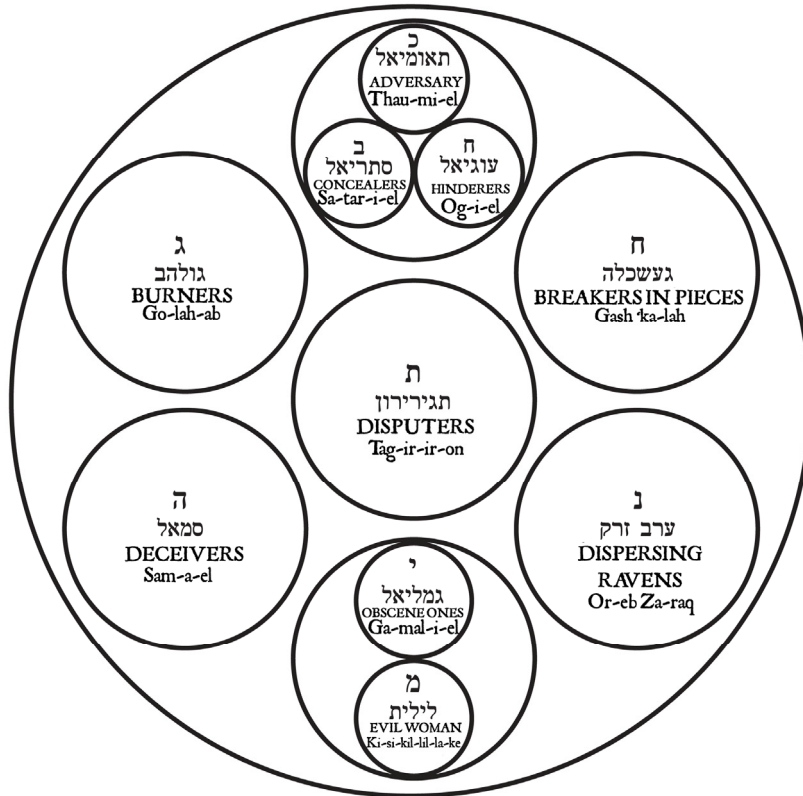 כ
תאומיאל
ADVERSARY
Thau-mi-el
ב
סתריאל
CONCEALERS
Sa-tar-i-el
ח
עוגיאל
HINDERERS
Og-i-el
ג
גולהב
BURNERS
Go-lah-ab
ח
געשכלה
BREAKERS IN PIECES
Gash 'ka-lah
ת
תגירירון
DISPUTERS
Tag-ir-ir-on
ה
סמאל
DECEIVERS
Sam-a-el
נ
ערב זרק
DISPERSING
RAVENS
Or-eb Za-raq
י
גמליאל
OBSCENE ONES
Ga-mal-i-el
מ
לילית
EVIL WOMAN
Ki-si-kil-lil-la-ke